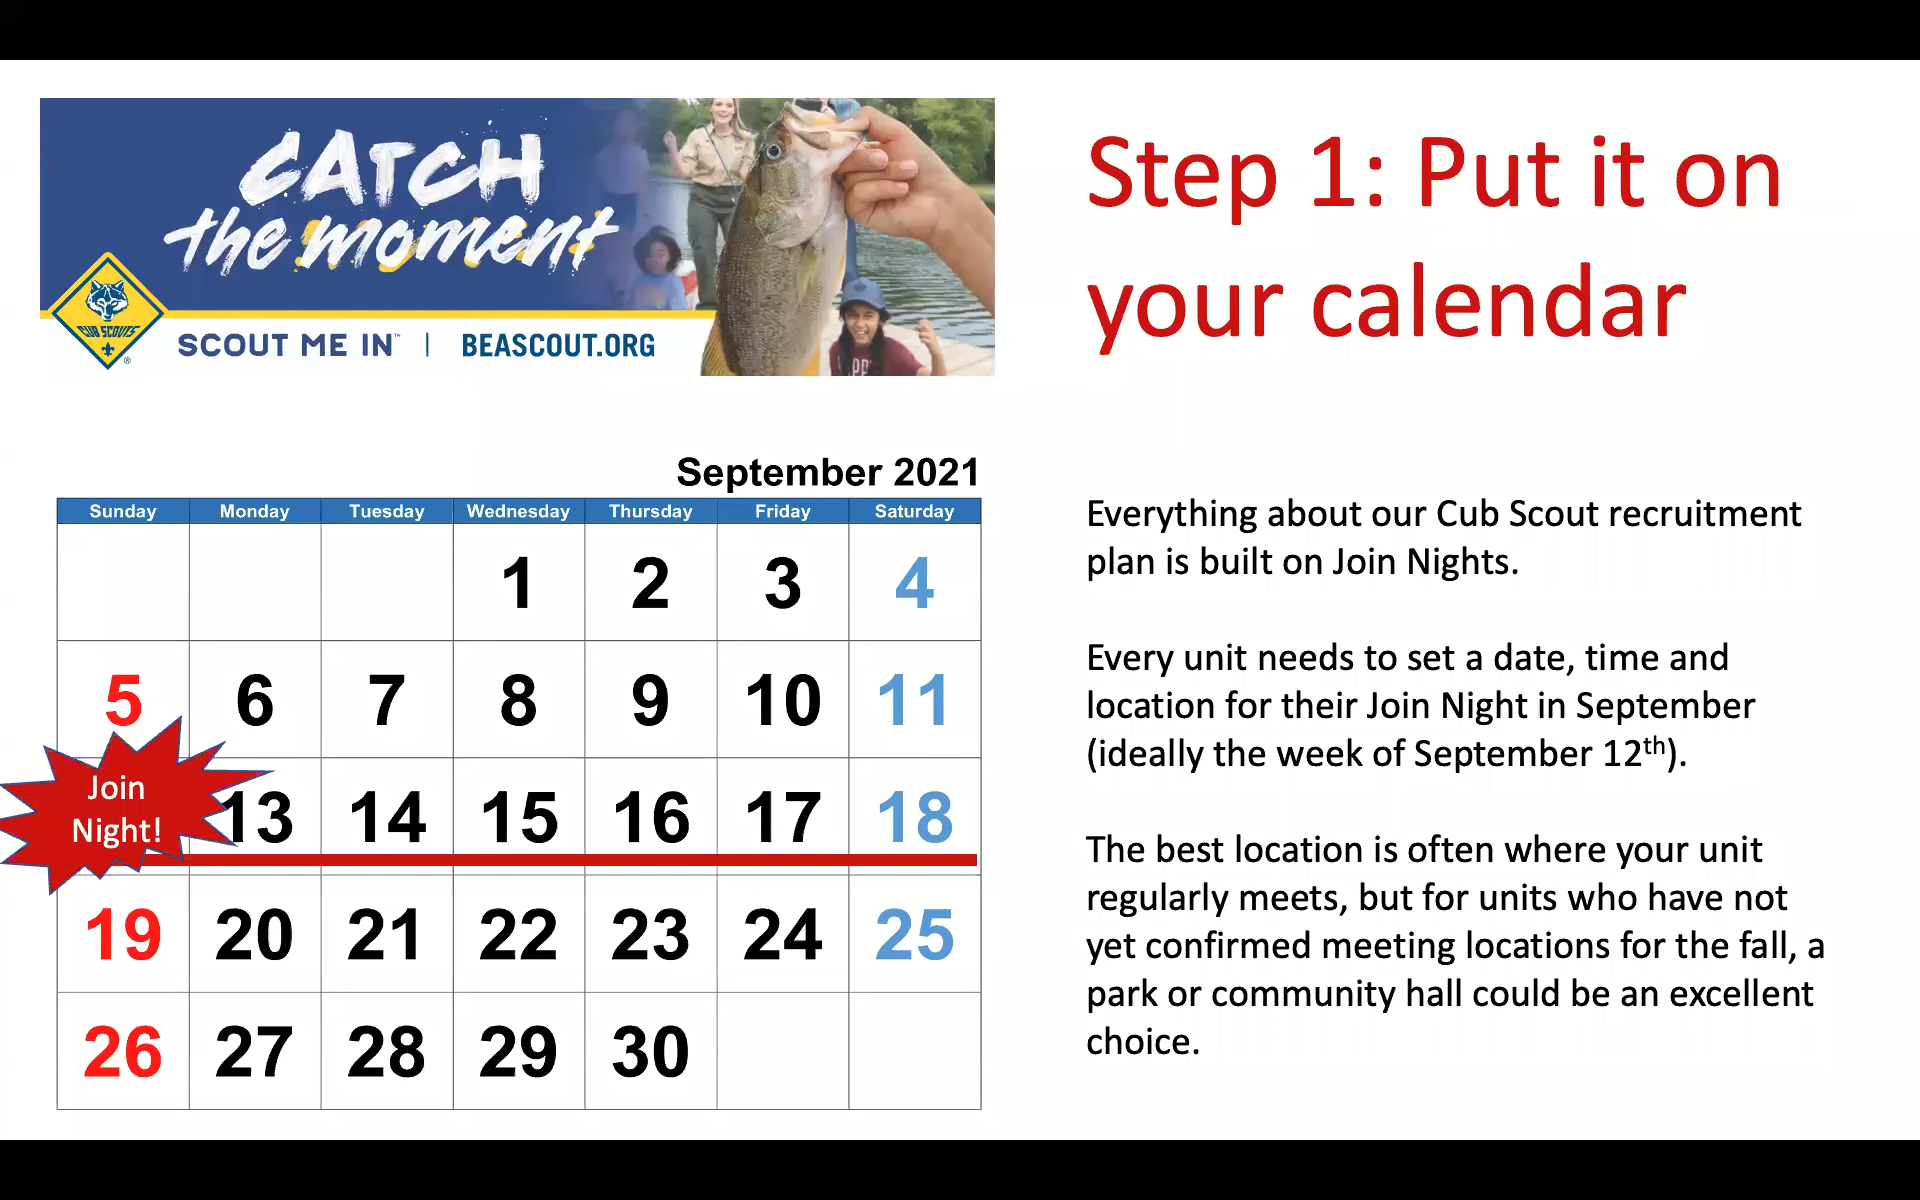 CATCH
the moment
CUB SCOUTS
®
SCOUT ME IN™ | BEASCOUT.ORG
Step 1: Put it on
your calendar
September 2021
Sunday Monday Tuesday Wednesday Thursday Friday Saturday
1 2 3 4
5 6 7 8 9 10 11
Join
Night!
13 14 15 16 17 18
19 20 21 22 23 24 25
26 27 28 29 30
Everything about our Cub Scout recruitment
plan is built on Join Nights.
Every unit needs to set a date, time and
location for their Join Night in September
(ideally the week of September 12th).
The best location is often where your unit
regularly meets, but for units who have not
yet confirmed meeting locations for the fall, a
park or community hall could be an excellent
choice.